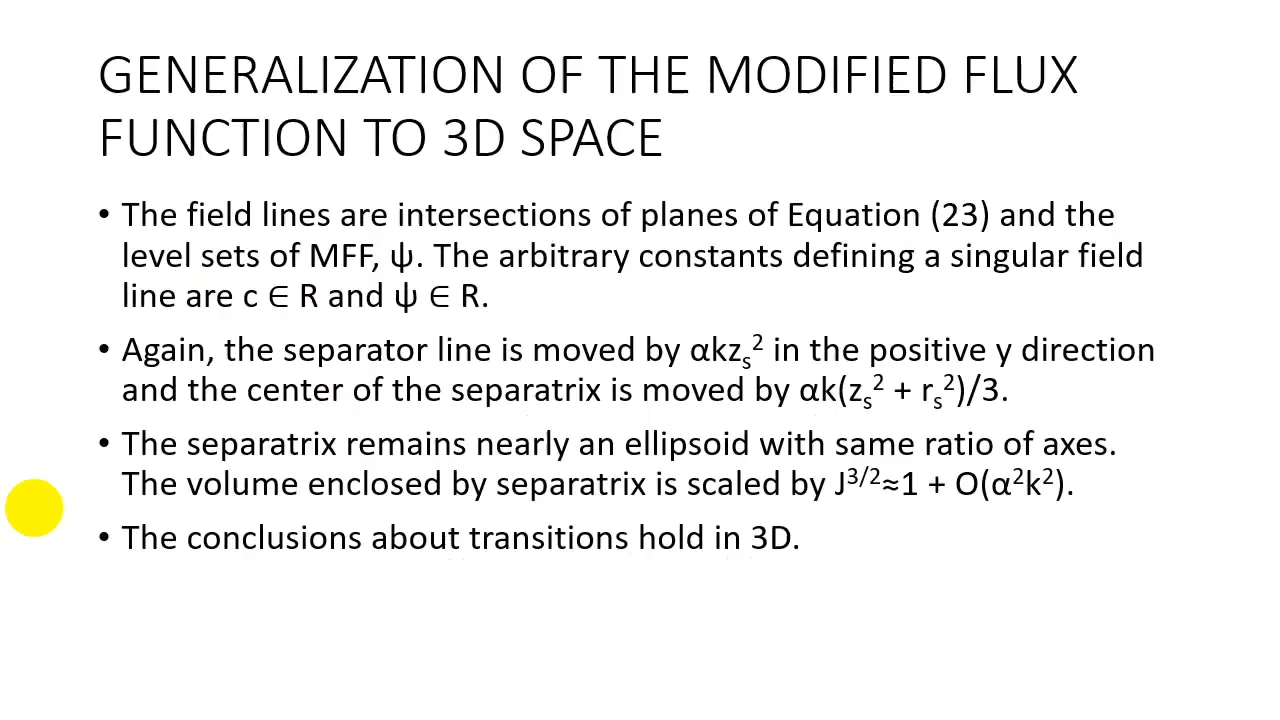 GENERALIZATION OF THE MODIFIED FLUX
FUNCTION TO 3D SPACE
• The field lines are intersections of planes of Equation (23) and the
level sets of MFF, ψ. The arbitrary constants defining a singular field
line are c ∈ R and ψ ∈ R.
• Again, the separator line is moved by αkzₛ² in the positive y direction
and the center of the separatrix is moved by αk(zₛ² + rₛ²)/3.
• The separatrix remains nearly an ellipsoid with same ratio of axes.
The volume enclosed by separatrix is scaled by J³ᐟ²≈1 + O(α²k²).
• The conclusions about transitions hold in 3D.